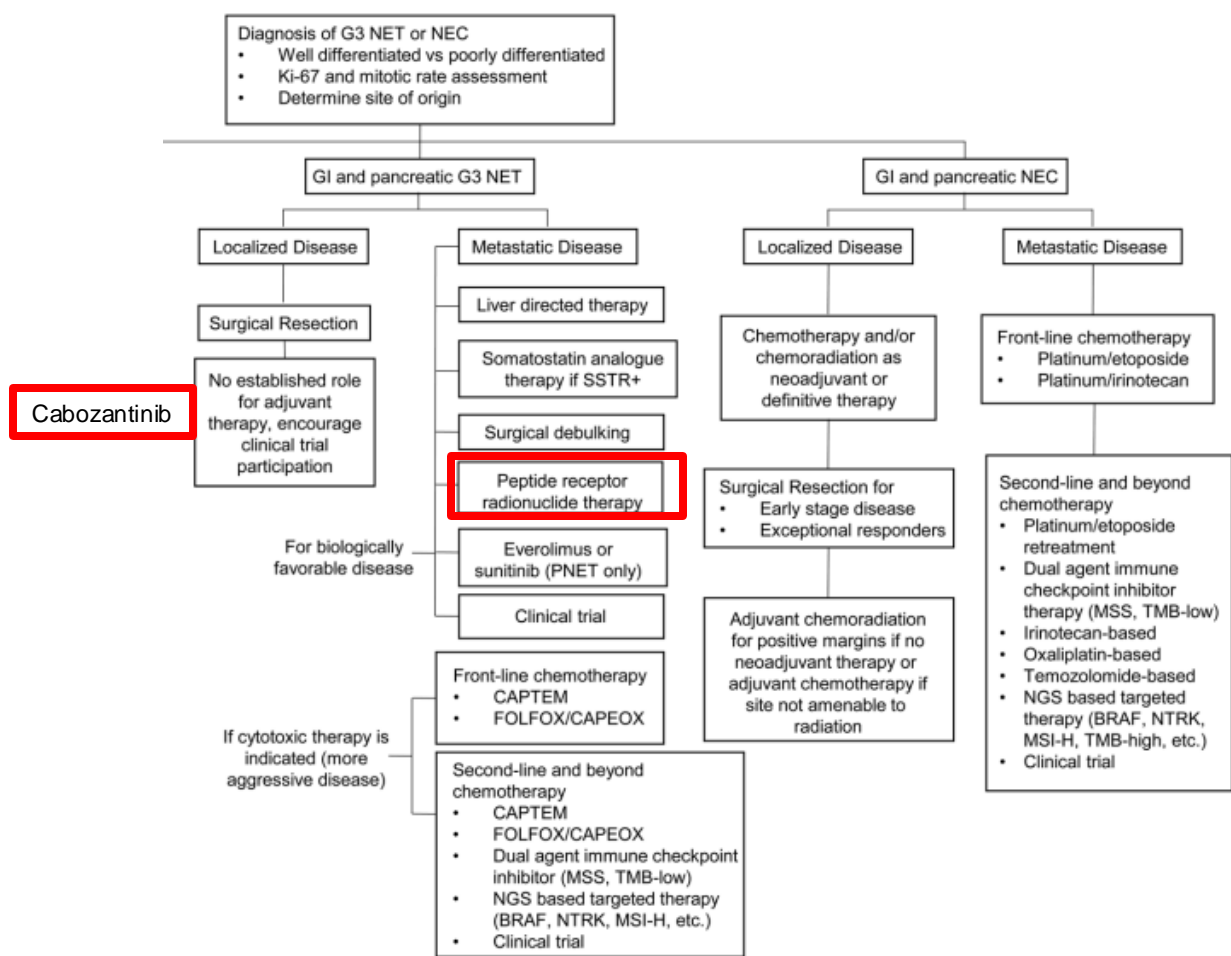 Diagnosis of G3 NET or NEC
• Well differentiated vs poorly differentiated
• Ki-67 and mitotic rate assessment
• Determine site of origin
GI and pancreatic G3 NET
GI and pancreatic NEC
Localized Disease
Metastatic Disease
Localized Disease
Metastatic Disease
Surgical Resection
No established role
for adjuvant
therapy, encourage
clinical trial
participation
Cabozantinib
Liver directed therapy
Somatostatin analogue
therapy if SSTR+
Surgical debulking
Peptide receptor
radionuclide therapy
For biologically
favorable disease
Everolimus or
sunitinib (PNET only)
Clinical trial
If cytotoxic therapy is
indicated (more
aggressive disease)
Front-line chemotherapy
• CAPTEM
• FOLFOX/CAPEOX
Second-line and beyond
chemotherapy
• CAPTEM
• FOLFOX/CAPEOX
• Dual agent immune checkpoint
inhibitor (MSS, TMB-low)
• NGS based targeted therapy
(BRAF, NTRK, MSI-H, etc.)
• Clinical trial
Chemotherapy and/or
chemoradiation as
neoadjuvant or
definitive therapy
Surgical Resection for
• Early stage disease
• Exceptional responders
Adjuvant chemoradiation
for positive margins if no
neoadjuvant therapy or
adjuvant chemotherapy if
site not amenable to
radiation
Front-line chemotherapy
• Platinum/etoposide
• Platinum/irinotecan
Second-line and beyond
chemotherapy
• Platinum/etoposide
retreatment
• Dual agent immune
checkpoint inhibitor
therapy (MSS, TMB-low)
• Irinotecan-based
• Oxaliplatin-based
• Temozolomide-based
• NGS based targeted
therapy (BRAF, NTRK,
MSI-H, TMB-high, etc.)
• Clinical trial